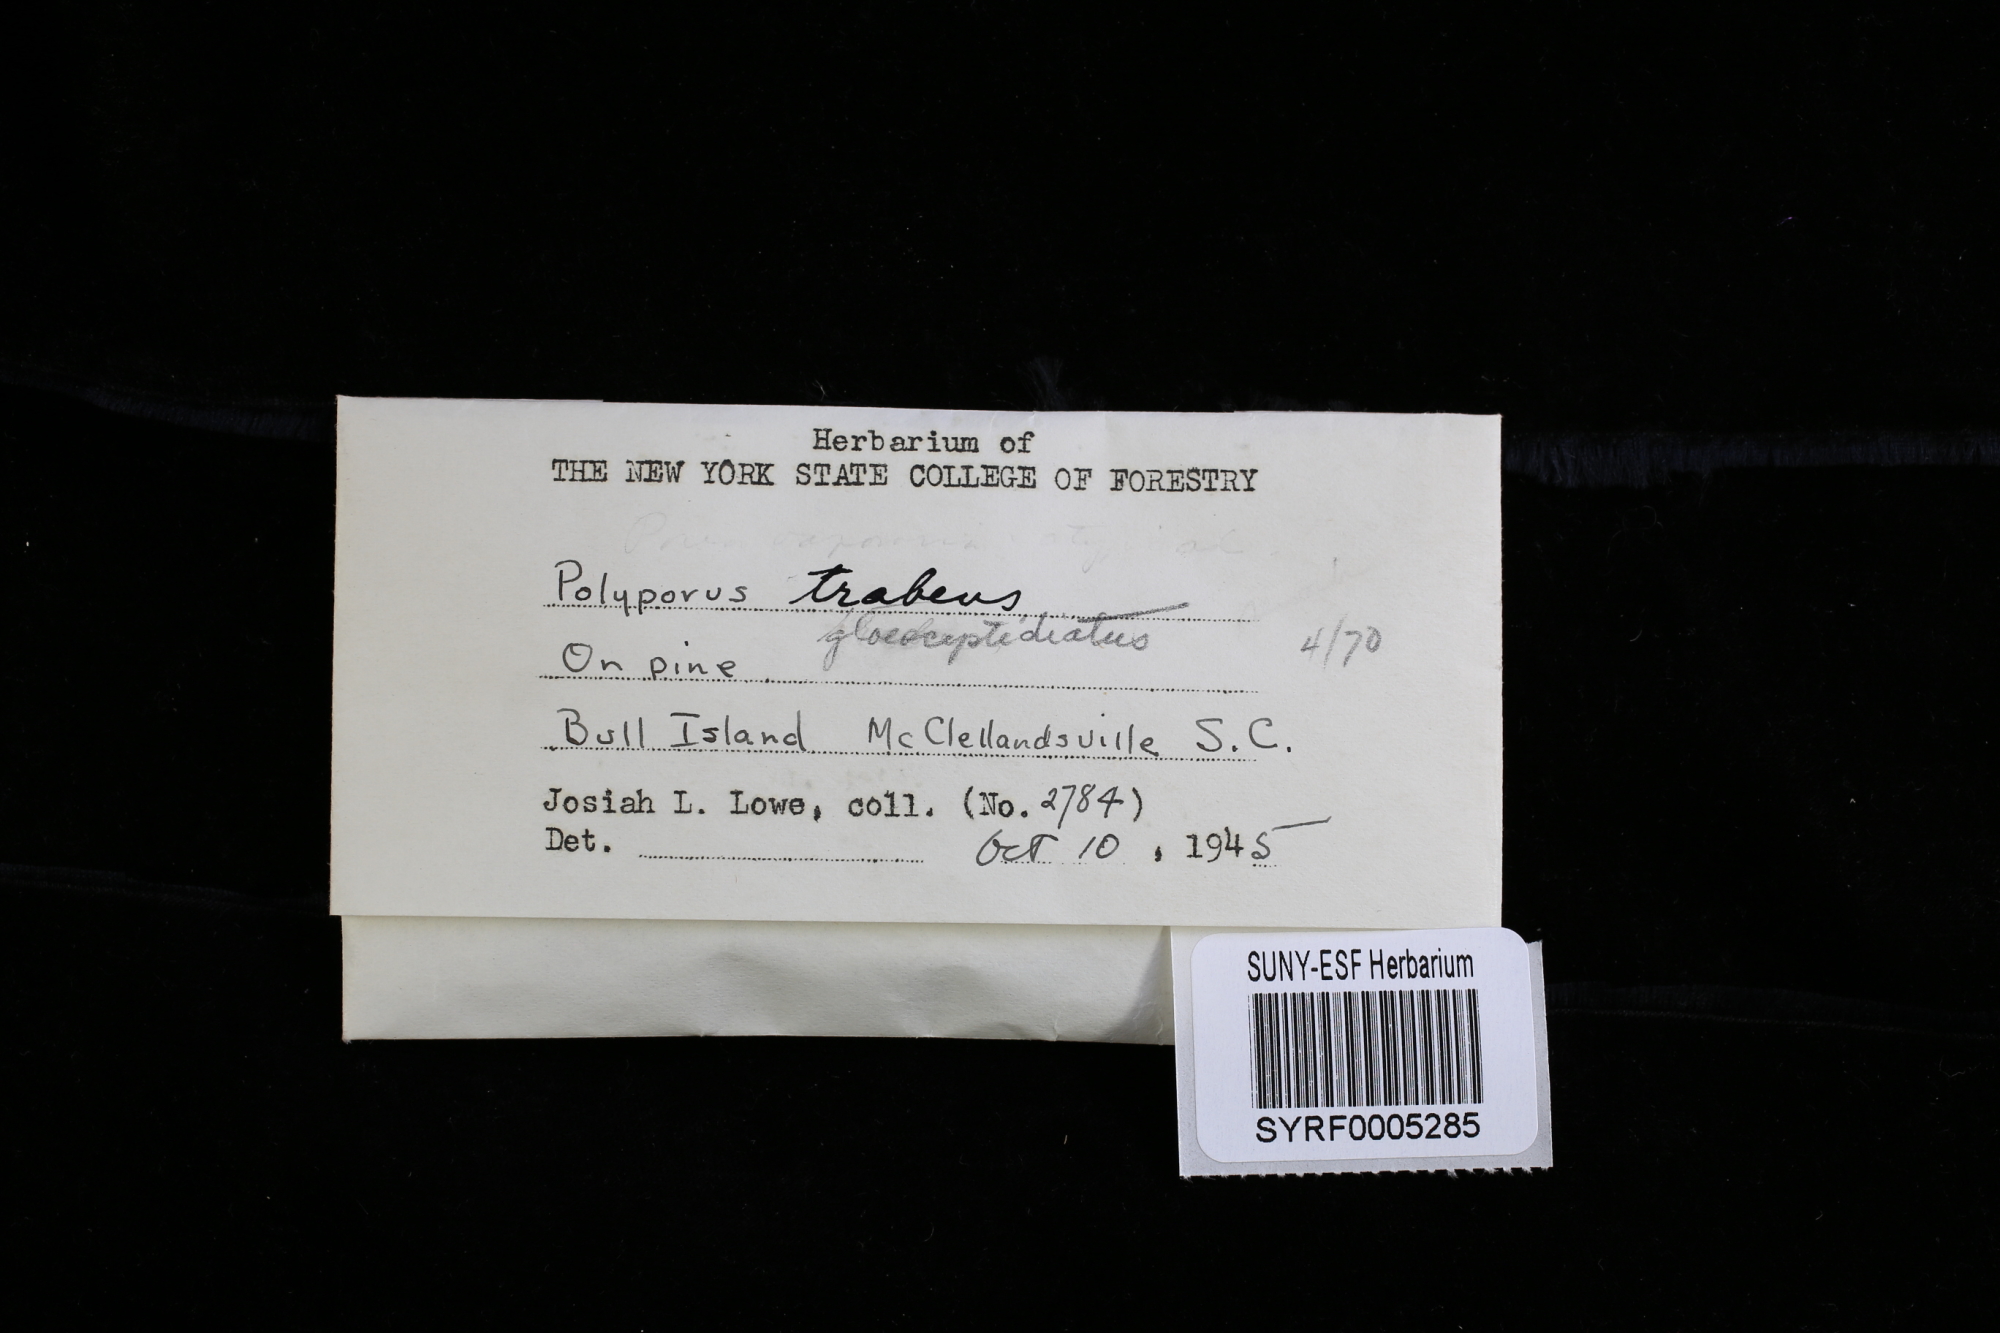 Herbarium of
THE NEW YORK STATE COLLEGE OF FORESTRY
Polyporus trabeus
4/70
On pine
Bull Island McClellandsville S.C.
Josiah L. Lowe, coll. (No. 2784)
Det. Oct 10, 1945
SUNY-ESF Herbarium
SYRF0005285